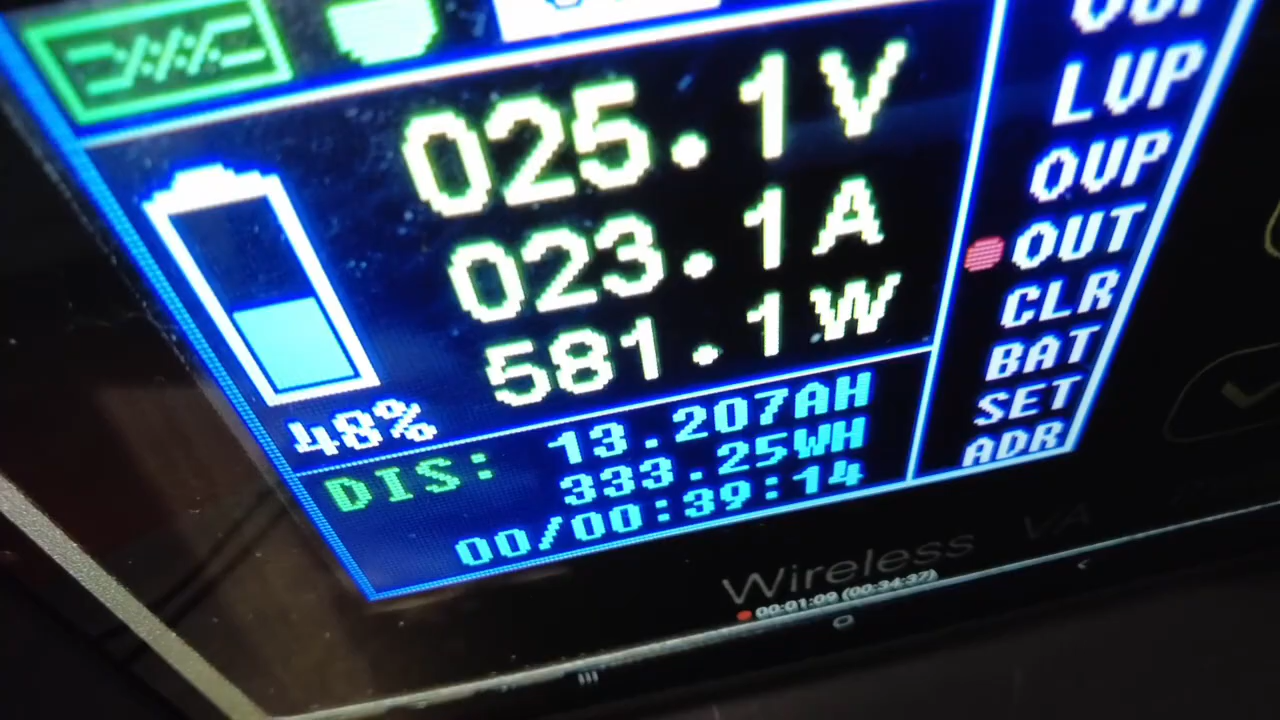 025.1V
023.1A
581.1W
48%
DIS:
13.207AH
333.25WH
00/00:39:14
LVP
OVP
OUT
CLR
BAT
SET
ADR
Wireless VA
00:01:09 (00:34:37)